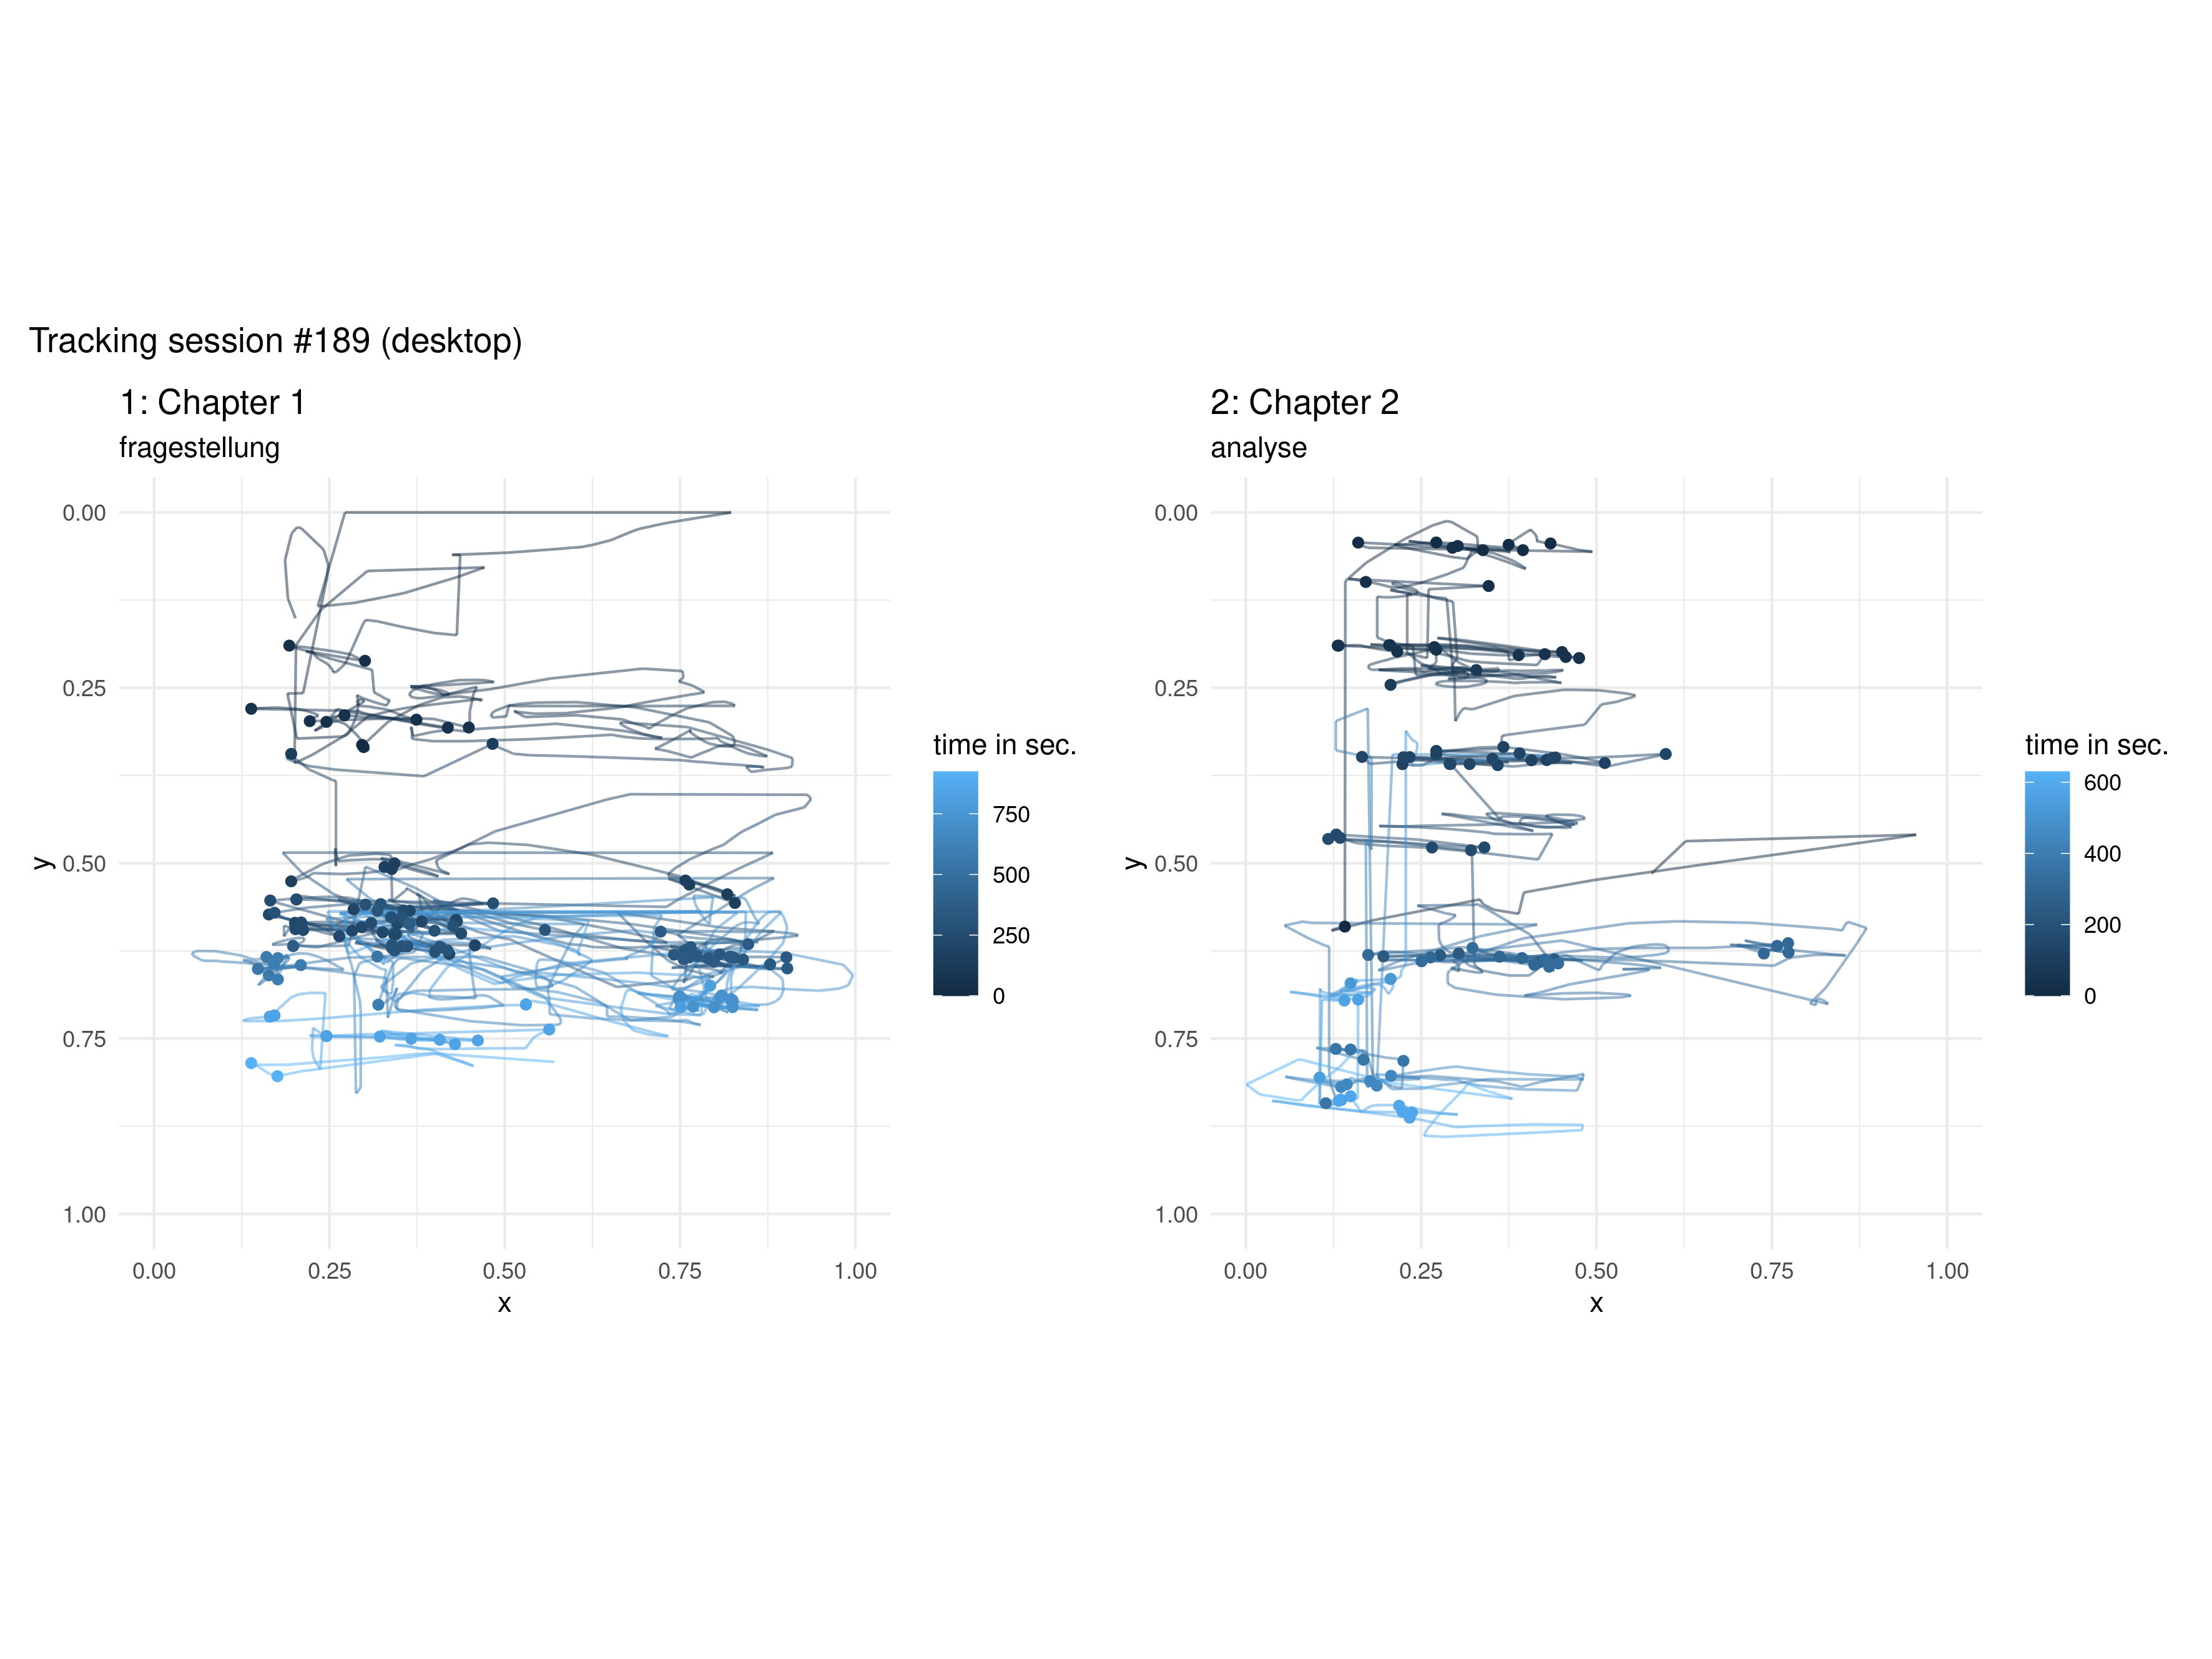 Tracking session #189 (desktop)
1: Chapter 1
fragestellung
0.00
0.25
0.50
0.75
1.00
y
0.00 0.25 0.50 0.75 1.00
x
time in sec.
750
500
250
0
2: Chapter 2
analyse
0.00
0.25
0.50
0.75
1.00
y
0.00 0.25 0.50 0.75 1.00
x
time in sec.
600
400
200
0